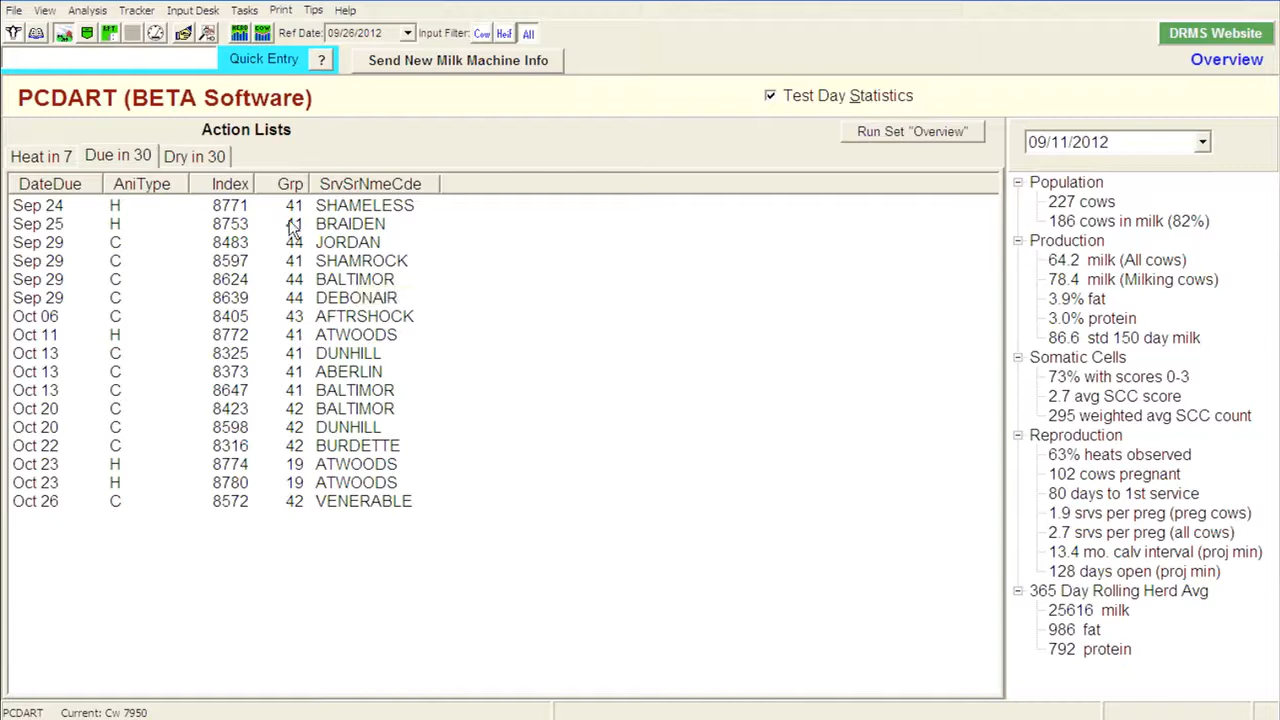 File View Analysis Tracker Input Desk Tasks Print Tips Help
Ref Date: 09/26/2012 Input Filter: Cow Heif All
DRMS Website
Quick Entry ? Send New Milk Machine Info Overview
PCDART (BETA Software) Test Day Statistics
Action Lists Run Set "Overview"
Heat in 7 Due in 30 Dry in 30
DateDue AniType Index Grp SrvSrNmeCde
Sep 24 H 8771 41 SHAMELESS
Sep 25 H 8753 BRAIDEN
Sep 29 C 8483 44 JORDAN
Sep 29 C 8597 41 SHAMROCK
Sep 29 C 8624 44 BALTIMOR
Sep 29 C 8639 44 DEBONAIR
Oct 06 C 8405 43 AFTRSHOCK
Oct 11 H 8772 41 ATWOODS
Oct 13 C 8325 41 DUNHILL
Oct 13 C 8373 41 ABERLIN
Oct 13 C 8647 41 BALTIMOR
Oct 20 C 8423 42 BALTIMOR
Oct 20 C 8598 42 DUNHILL
Oct 22 C 8316 42 BURDETTE
Oct 23 H 8774 19 ATWOODS
Oct 23 H 8780 19 ATWOODS
Oct 26 C 8572 42 VENERABLE
09/11/2012
Population
227 cows
186 cows in milk (82%)
Production
64.2 milk (All cows)
78.4 milk (Milking cows)
3.9% fat
3.0% protein
86.6 std 150 day milk
Somatic Cells
73% with scores 0-3
2.7 avg SCC score
295 weighted avg SCC count
Reproduction
63% heats observed
102 cows pregnant
80 days to 1st service
1.9 srvs per preg (preg cows)
2.7 srvs per preg (all cows)
13.4 mo. calv interval (proj min)
128 days open (proj min)
365 Day Rolling Herd Avg
25616 milk
986 fat
792 protein
PCDART Current: Cw 7950